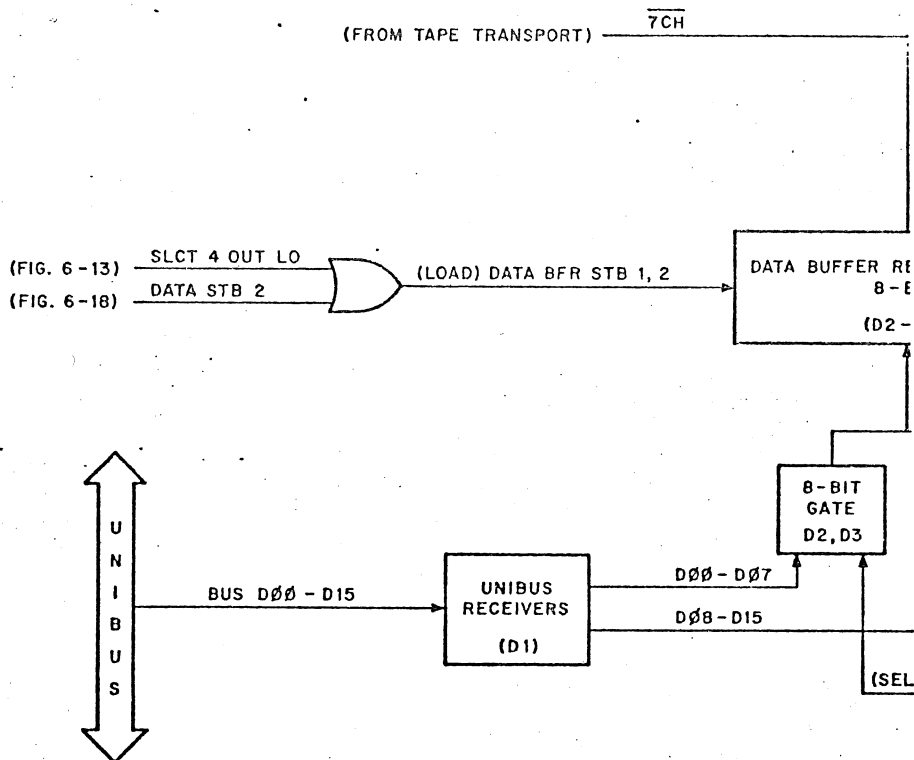 7CH
(FROM TAPE TRANSPORT)
SLCT 4 OUT LO
(FIG. 6-13)
(LOAD) DATA BFR STB 1, 2
DATA STB 2
(FIG. 6-18)
DATA BUFFER RE
8-B
(D2-
8-BIT
GATE
D2, D3
UNIBUS
BUS DØØ-D15
UNIBUS
RECEIVERS
(D1)
DØØ-DØ7
DØ8-D15
(SEL